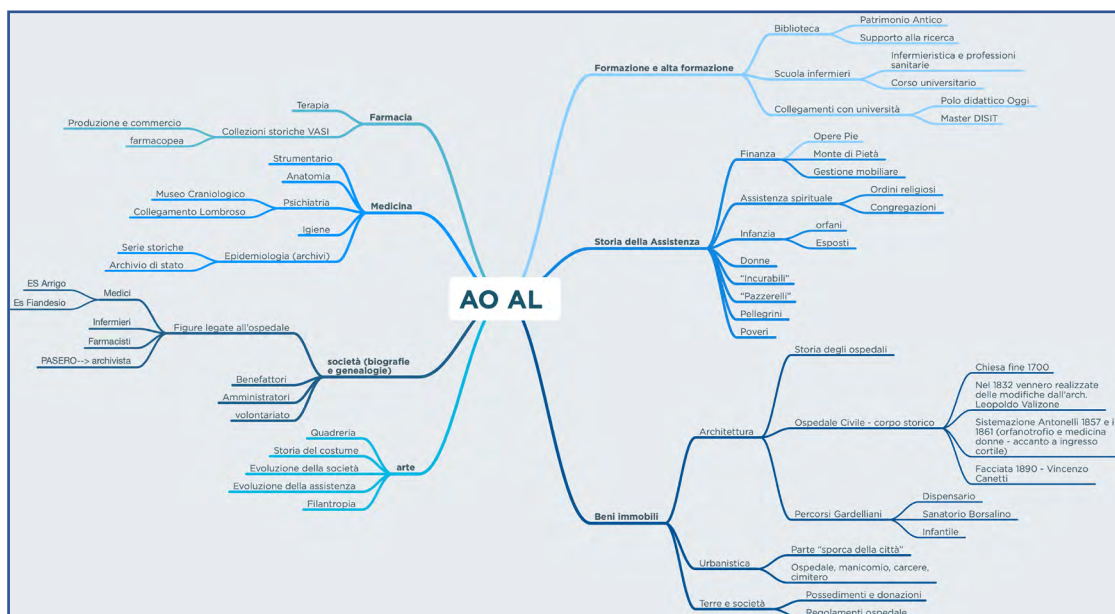 AO AL
Farmacia
Terapia
Collezioni storiche VASI
Produzione e commercio
farmacopea
Medicina
Strumentario
Anatomia
Psichiatria
Museo Craniologico
Collegamento Lombroso
Igiene
Epidemiologia (archivi)
Serie storiche
Archivio di stato
società (biografie
e genealogie)
Figure legate all'ospedale
Medici
ES Arrigo
Es Fiandesio
Infermieri
Farmacisti
PASERO--> archivista
Benefattori
Amministratori
volontariato
arte
Quadreria
Storia del costume
Evoluzione della società
Evoluzione della assistenza
Filantropia
Formazione e alta formazione
Biblioteca
Patrimonio Antico
Supporto alla ricerca
Scuola infermieri
Infermieristica e professioni
sanitarie
Corso universitario
Collegamenti con università
Polo didattico Oggi
Master DISIT
Storia della Assistenza
Finanza
Opere Pie
Monte di Pietà
Gestione mobiliare
Assistenza spirituale
Ordini religiosi
Congregazioni
Infanzia
orfani
Esposti
Donne
"Incurabili"
"Pazzerelli"
Pellegrini
Poveri
Beni immobili
Architettura
Storia degli ospedali
Ospedale Civile - corpo storico
Chiesa fine 1700
Nel 1832 vennero realizzate
delle modifiche dall'arch.
Leopoldo Valizone
Sistemazione Antonelli 1857 e i
1861 (orfanotrofio e medicina
donne - accanto a ingresso
cortile)
Facciata 1890 - Vincenzo
Canetti
Percorsi Gardelliani
Dispensario
Sanatorio Borsalino
Infantile
Urbanistica
Parte "sporca della città"
Ospedale, manicomio, carcere,
cimitero
Terre e società
Possedimenti e donazioni
Regolamenti ospedale